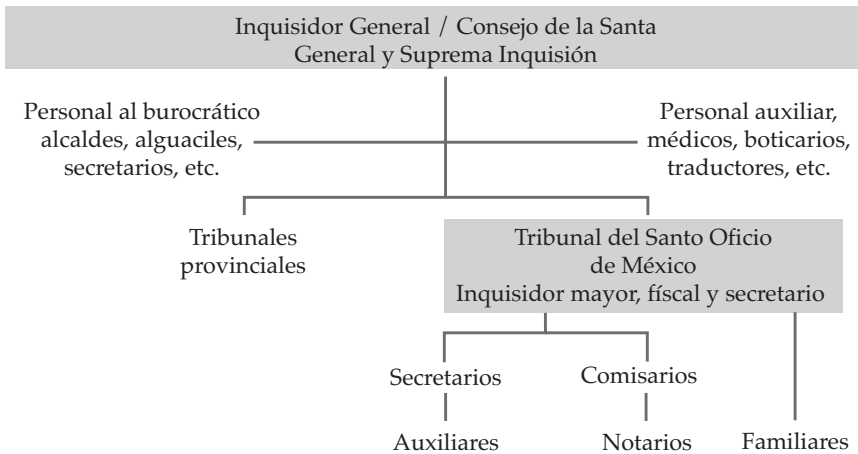 Inquisidor General / Consejo de la Santa
General y Suprema Inquisión
Personal al burocrático
alcaldes, alguaciles,
secretarios, etc.
Personal auxiliar,
médicos, boticarios,
traductores, etc.
Tribunales
provinciales
Tribunal del Santo Oficio
de México
Inquisidor mayor, físcal y secretario
Secretarios
Comisarios
Auxiliares
Notarios
Familiares